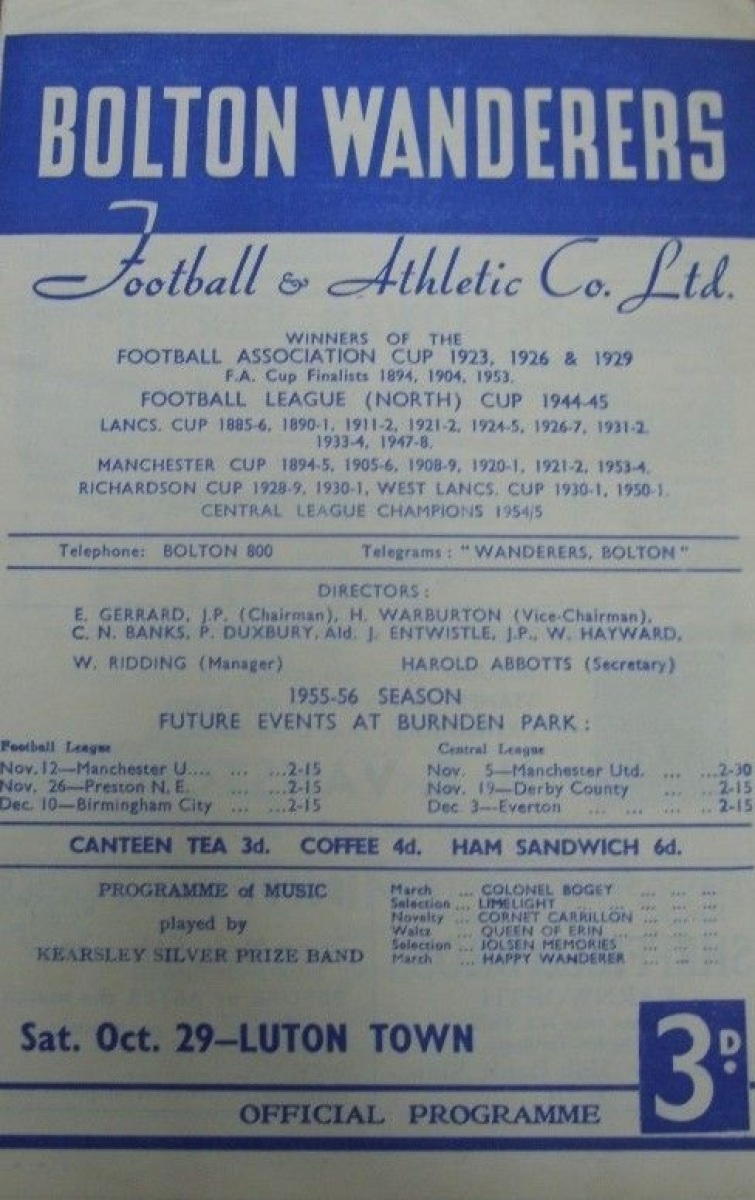 BOLTON WANDERERS
Football & Athletic Co. Ltd.
WINNERS OF THE
FOOTBALL ASSOCIATION CUP 1923, 1926 & 1929
F.A. Cup Finalists 1894, 1904, 1953.
FOOTBALL LEAGUE (NORTH) CUP 1944-45
LANCS. CUP 1885-6, 1890-1, 1911-2, 1921-2, 1924-5, 1926-7, 1931-2,
1933-4, 1947-8.
MANCHESTER CUP 1894-5, 1905-6, 1908-9, 1920-1, 1921-2, 1953-4.
RICHARDSON CUP 1928-9, 1930-1, WEST LANCS. CUP 1930-1, 1950-1.
CENTRAL LEAGUE CHAMPIONS 1954/5
Telephone: BOLTON 800 Telegrams: "WANDERERS, BOLTON"
DIRECTORS:
E. GERRARD, J.P. (Chairman), H. WARBURTON (Vice-Chairman),
C. N. BANKS, P. DUXBURY, Ald. J. ENTWISTLE, J.P., W. HAYWARD,
W. RIDDING (Manager) HAROLD ABBOTTS (Secretary)
1955-56 SEASON
FUTURE EVENTS AT BURNDEN PARK:
Football League Central League
Nov. 12—Manchester U.... ... ...2-15 Nov. 5—Manchester Utd. ... ...2-30
Nov. 26—Preston N. E. ... ...2-15 Nov. 19—Derby County ... .. 2-15
Dec. 10—Birmingham City ... ...2-15 Dec. 3—Everton ... ... ... .. 2-15
CANTEEN TEA 3d. COFFEE 4d. HAM SANDWICH 6d.
PROGRAMME of MUSIC
played by
KEARSLEY SILVER PRIZE BAND
March ... COLONEL BOGEY ... ... ...
Selection ... LIMELIGHT ... ... ...
Novelty ... CORNET CARRILLON ... ... ...
Waltz ... QUEEN OF ERIN ... ... ... ...
Selection ... JOLSEN MEMORIES ... ... ...
March ... HAPPY WANDERER ... ... ...
Sat. Oct. 29—LUTON TOWN
3D.
OFFICIAL PROGRAMME